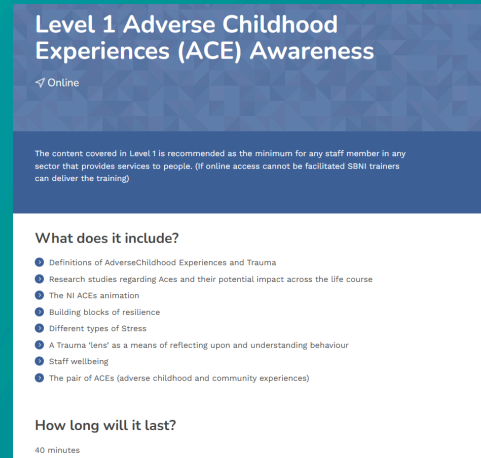 Level 1 Adverse Childhood
Experiences (ACE) Awareness
Online
The content covered in Level 1 is recommended as the minimum for any staff member in any
sector that provides services to people. (If online access cannot be facilitated SBNI trainers
can deliver the training)
What does it include?
Definitions of AdverseChildhood Experiences and Trauma
Research studies regarding Aces and their potential impact across the life course
The NI ACEs animation
Building blocks of resilience
Different types of Stress
A Trauma 'lens' as a means of reflecting upon and understanding behaviour
Staff wellbeing
The pair of ACEs (adverse childhood and community experiences)
How long will it last?
40 minutes